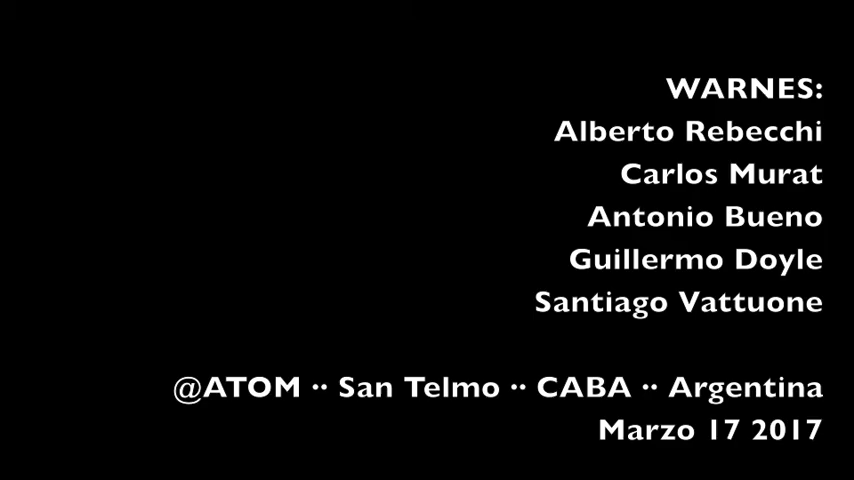 WARNES:
Alberto Rebecchi
Carlos Murat
Antonio Bueno
Guillermo Doyle
Santiago Vattuone
@ATOM ·· San Telmo ·· CABA ·· Argentina
Marzo 17 2017